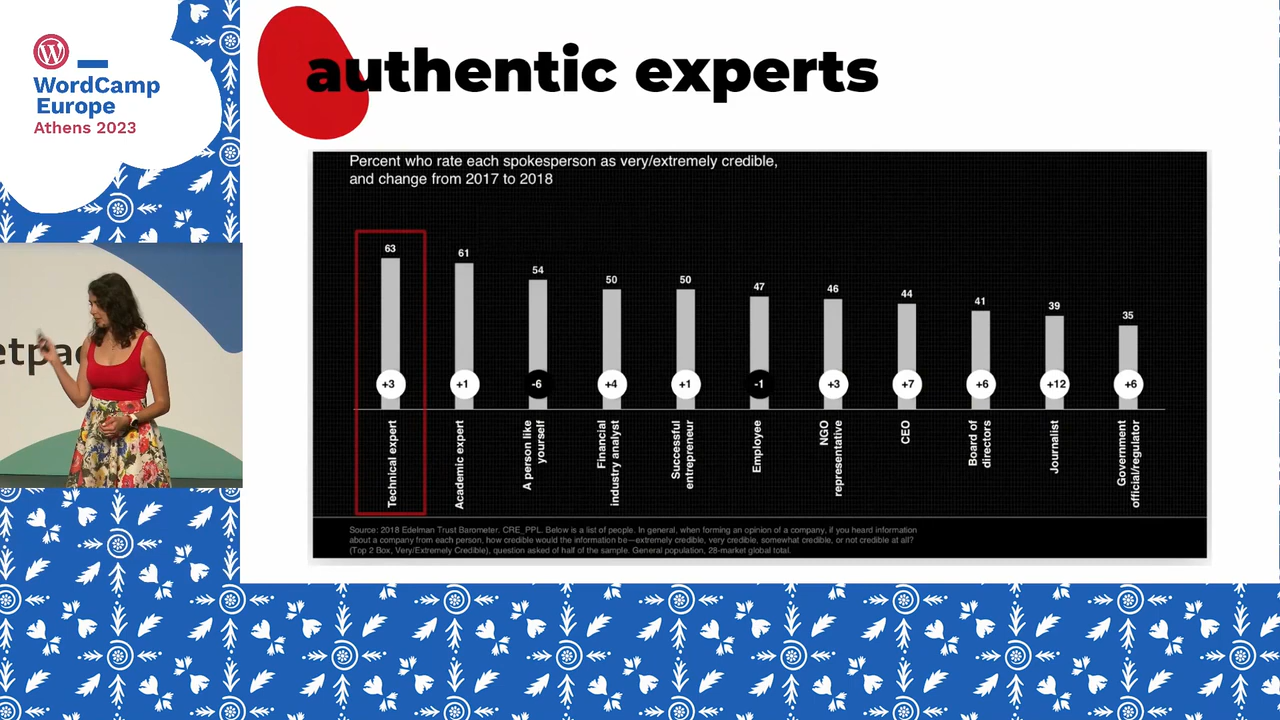 WordCamp
Europe
Athens 2023
etpac
authentic experts
Percent who rate each spokesperson as very/extremely credible,
and change from 2017 to 2018
63
61
54
50
50
47
46
44
41
39
35
+3
+1
-6
+4
+1
-1
+3
+7
+6
+12
+6
Technical expert
Academic expert
A person like
yourself
Financial
industry analyst
Successful
entrepreneur
Employee
NGO
representative
CEO
Board of
directors
Journalist
Government
official/regulator
Source: 2018 Edelman Trust Barometer. CRE_PPL. Below is a list of people. In general, when forming an opinion of a company, if you heard information
about a company from each person, how credible would the information be—extremely credible, very credible, somewhat credible, or not credible at all?
(Top 2 Box, Very/Extremely Credible), question asked of half of the sample. General population, 28-market global total.